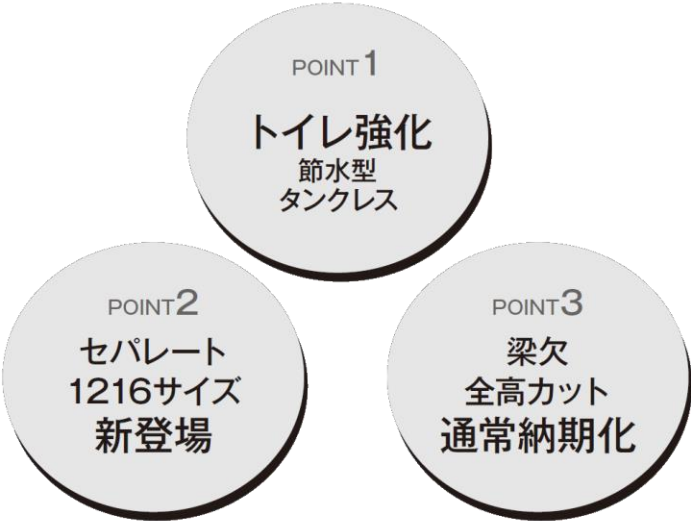 POINT1
トイレ強化
節水型
タンクレス
POINT2
セパレート
1216サイズ
新登場
POINT3
梁欠
全高カット
通常納期化